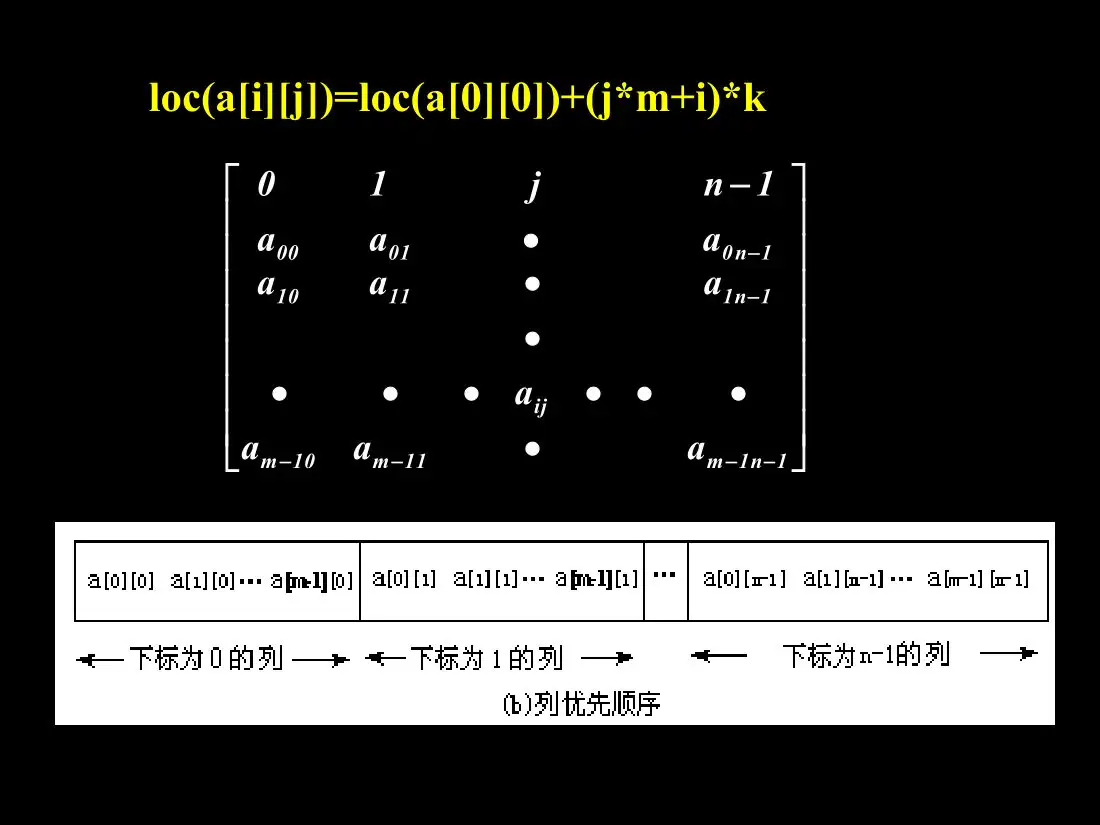 loc(a[i][j])=loc(a[0][0])+(j*m+i)*k
0 1 j n−1
a00 a01 • a0n−1
a10 a11 • a1n−1
•
• • • aij • • •
am−10 am−11 • am−1n−1
a[0][0] a[1][0]··· a[m-1][0] a[0][1] a[1][1]··· a[m-1][1] ··· a[0][n-1] a[1][n-1]··· a[m-1][n-1]
下标为0的列 下标为1的列 下标为n-1的列
(b)列优先顺序